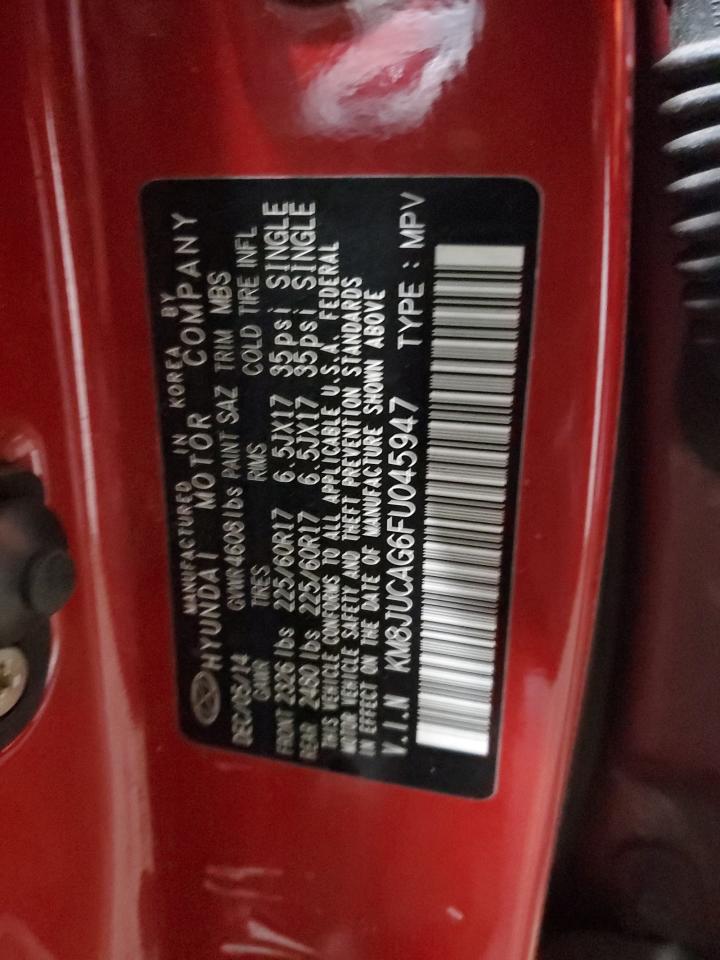 MANUFACTURED IN KOREA BY
HYUNDAI MOTOR COMPANY
DEC/05/14 GVWR 4608 lbs PAINT SAZ TRIM MBS
GAWR TIRES RIMS COLD TIRE INFL
FRONT 2326 lbs 225/60R17 6.5JX17 35psi SINGLE
REAR 2460 lbs 225/60R17 6.5JX17 35psi SINGLE
THIS VEHICLE CONFORMS TO ALL APPLICABLE U.S.A. FEDERAL
MOTOR VEHICLE SAFETY AND THEFT PREVENTION STANDARDS
IN EFFECT ON THE DATE OF MANUFACTURE SHOWN ABOVE
V.I.N KM8JUCAG6FU045947 TYPE : MPV